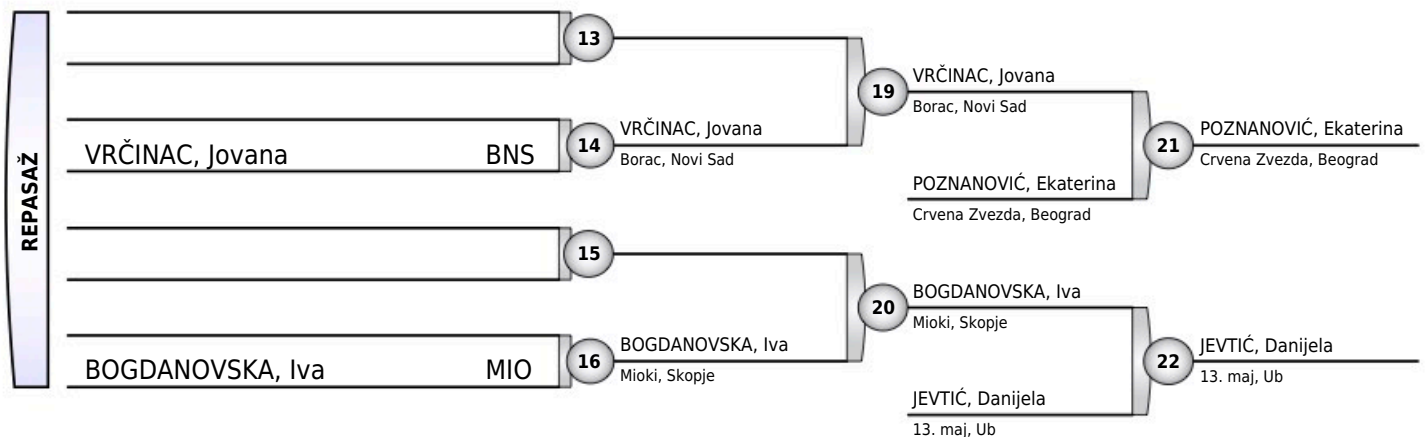 REPASAŽ
13
VRČINAC, Jovana BNS
14
VRČINAC, Jovana
Borac, Novi Sad
19
VRČINAC, Jovana
Borac, Novi Sad
POZNANOVIĆ, Ekaterina
Crvena Zvezda, Beograd
21
POZNANOVIĆ, Ekaterina
Crvena Zvezda, Beograd
15
BOGDANOVSKA, Iva MIO
16
BOGDANOVSKA, Iva
Mioki, Skopje
20
BOGDANOVSKA, Iva
Mioki, Skopje
JEVTIĆ, Danijela
13. maj, Ub
22
JEVTIĆ, Danijela
13. maj, Ub